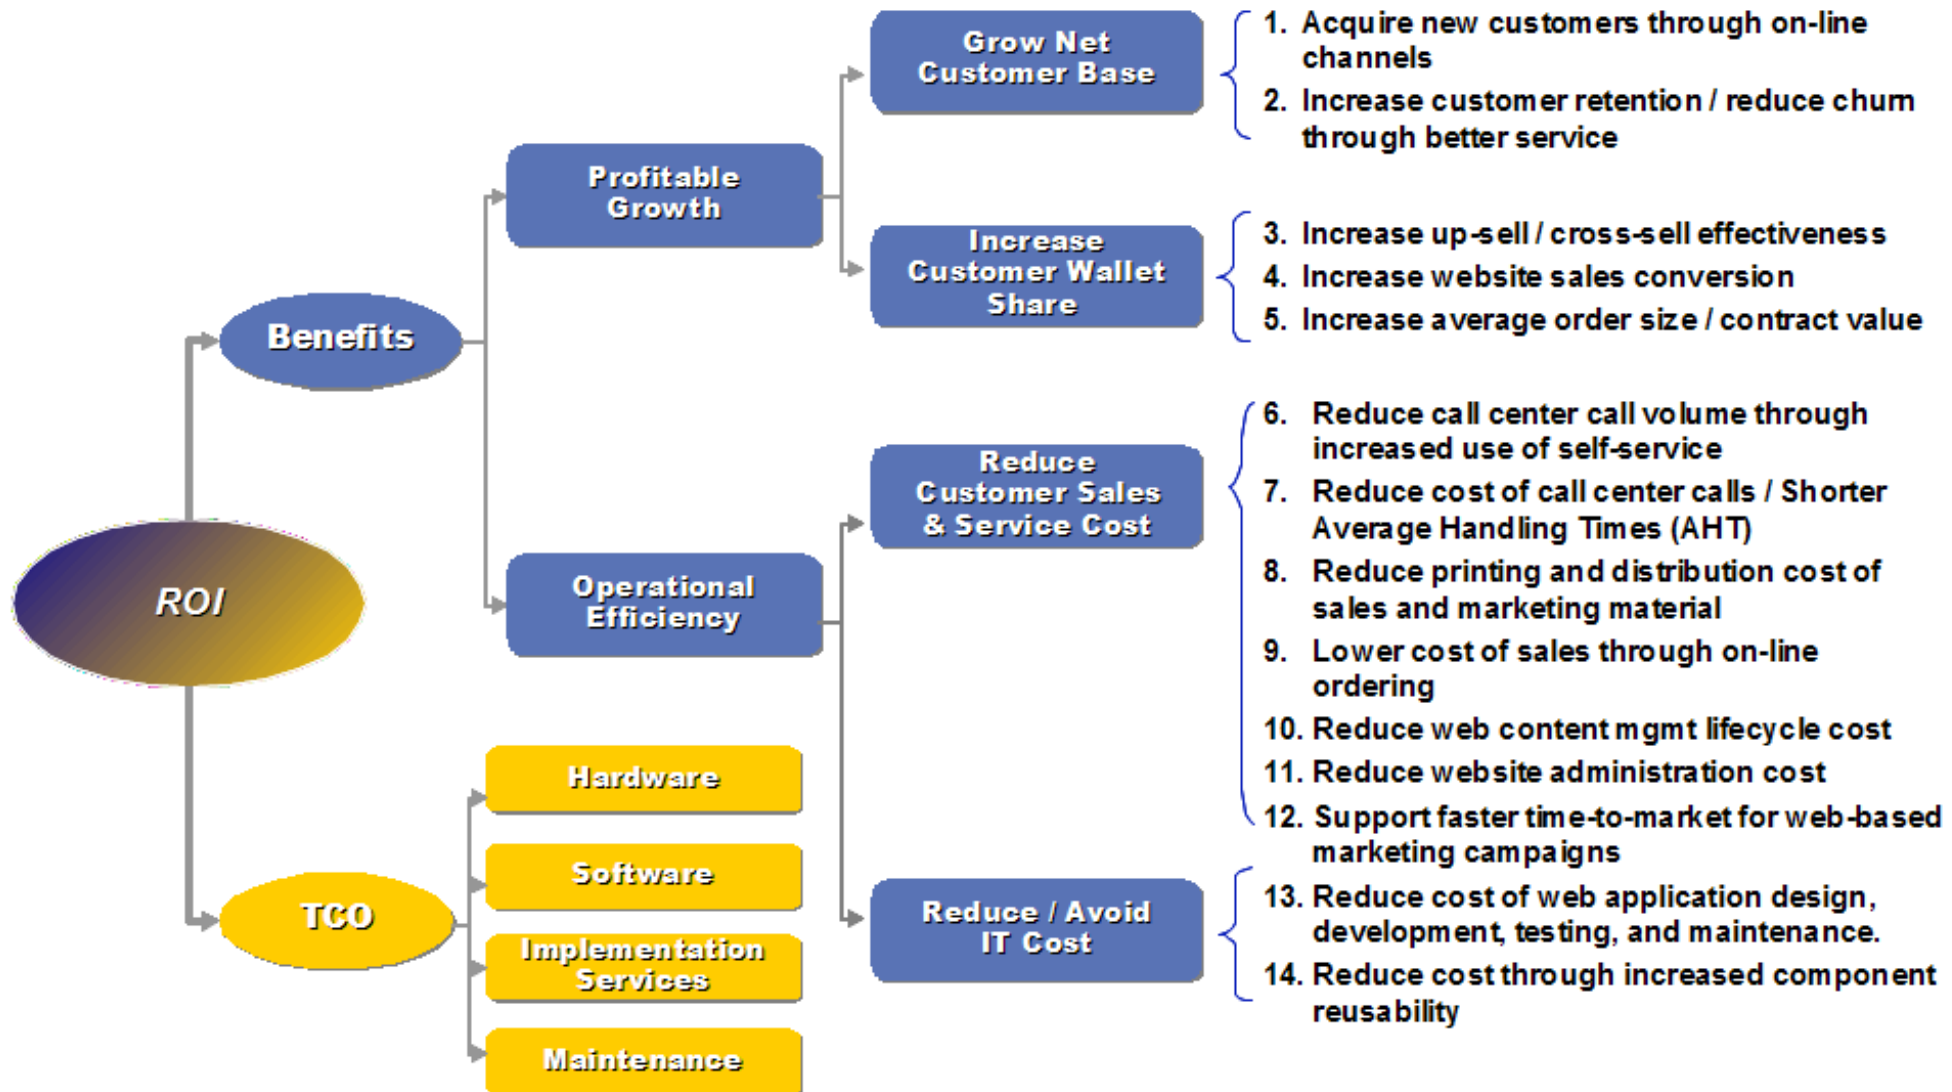 Grow Net
Customer Base
1. Acquire new customers through on-line
channels
2. Increase customer retention / reduce churn
through better service
Profitable
Growth
Increase
Customer Wallet
Share
3. Increase up-sell / cross-sell effectiveness
4. Increase website sales conversion
5. Increase average order size / contract value
Benefits
Reduce
Customer Sales
& Service Cost
6. Reduce call center call volume through
increased use of self-service
7. Reduce cost of call center calls / Shorter
Average Handling Times (AHT)
8. Reduce printing and distribution cost of
sales and marketing material
9. Lower cost of sales through on-line
ordering
10. Reduce web content mgmt lifecycle cost
11. Reduce website administration cost
12. Support faster time-to-market for web-based
marketing campaigns
ROI
Operational
Efficiency
Reduce / Avoid
IT Cost
13. Reduce cost of web application design,
development, testing, and maintenance.
14. Reduce cost through increased component
reusability
TCO
Hardware
Software
Implementation
Services
Maintenance